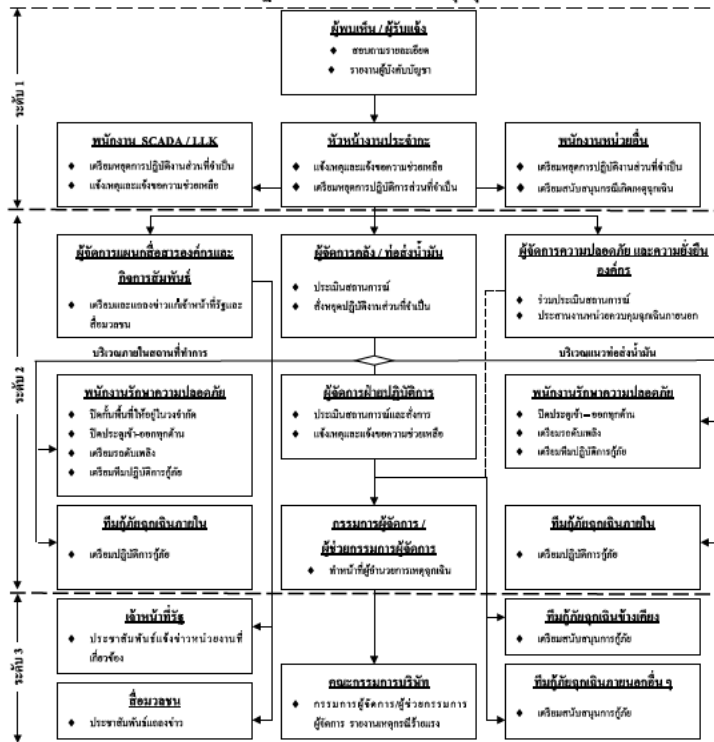 ระดับ 1
ผู้พบเห็น / ผู้รับแจ้ง
♦ สอบถามรายละเอียด
♦ รายงานผู้บังคับบัญชา
พนักงาน SCADA / LLK
♦ เตรียมหยุดการปฏิบัติงานส่วนที่จำเป็น
♦ แจ้งเหตุและแจ้งขอความช่วยเหลือ
หัวหน้างานประจำกะ
♦ แจ้งเหตุและแจ้งขอความช่วยเหลือ
♦ เตรียมหยุดการปฏิบัติการส่วนที่จำเป็น
พนักงานหน่วยอื่น
♦ เตรียมหยุดการปฏิบัติงานส่วนที่จำเป็น
♦ เตรียมสนับสนุนกรณีเกิดเหตุฉุกเฉิน
ระดับ 2
ผู้จัดการแผนกสื่อสารองค์กรและ
กิจการสัมพันธ์
♦ เตรียมและแถลงข่าวแก่เจ้าหน้าที่รัฐและ
สื่อมวลชน
ผู้จัดการคลัง / ท่อส่งน้ำมัน
♦ ประเมินสถานการณ์
♦ สั่งหยุดปฏิบัติงานส่วนที่จำเป็น
ผู้จัดการความปลอดภัย และความยั่งยืน
องค์กร
♦ ร่วมประเมินสถานการณ์
♦ ประสานงานหน่วยควบคุมฉุกเฉินภายนอก
บริเวณภายในสถานที่ทำการ
บริเวณแนวท่อส่งน้ำมัน
พนักงานรักษาความปลอดภัย
♦ ปิดกั้นพื้นที่ให้อยู่ในวงจำกัด
♦ ปิดประตูเข้า-ออกทุกด้าน
♦ เตรียมรถดับเพลิง
♦ เตรียมทีมปฏิบัติการกู้ภัย
ผู้จัดการฝ่ายปฏิบัติการ
♦ ประเมินสถานการณ์และสั่งการ
♦ แจ้งเหตุและแจ้งขอความช่วยเหลือ
พนักงานรักษาความปลอดภัย
♦ ปิดประตูเข้า – ออกทุกด้าน
♦ เตรียมรถดับเพลิง
♦ เตรียมทีมปฏิบัติการกู้ภัย
ทีมกู้ภัยฉุกเฉินภายใน
♦ เตรียมปฏิบัติการกู้ภัย
กรรมการผู้จัดการ /
ผู้ช่วยกรรมการผู้จัดการ
♦ ทำหน้าที่ผู้อำนวยการเหตุฉุกเฉิน
ทีมกู้ภัยฉุกเฉินภายใน
♦ เตรียมปฏิบัติการกู้ภัย
ระดับ 3
เจ้าหน้าที่รัฐ
♦ ประชาสัมพันธ์แจ้งข่าวหน่วยงานที่
เกี่ยวข้อง
ทีมกู้ภัยฉุกเฉินข้างเคียง
♦ เตรียมสนับสนุนการกู้ภัย
สื่อมวลชน
♦ ประชาสัมพันธ์แถลงข่าว
คณะกรรมการบริษัท
♦ กรรมการผู้จัดการ/ผู้ช่วยกรรมการ
ผู้จัดการ รายงานเหตุกรณีร้ายแรง
ทีมกู้ภัยฉุกเฉินภายนอกอื่น ๆ
♦ เตรียมสนับสนุนการกู้ภัย